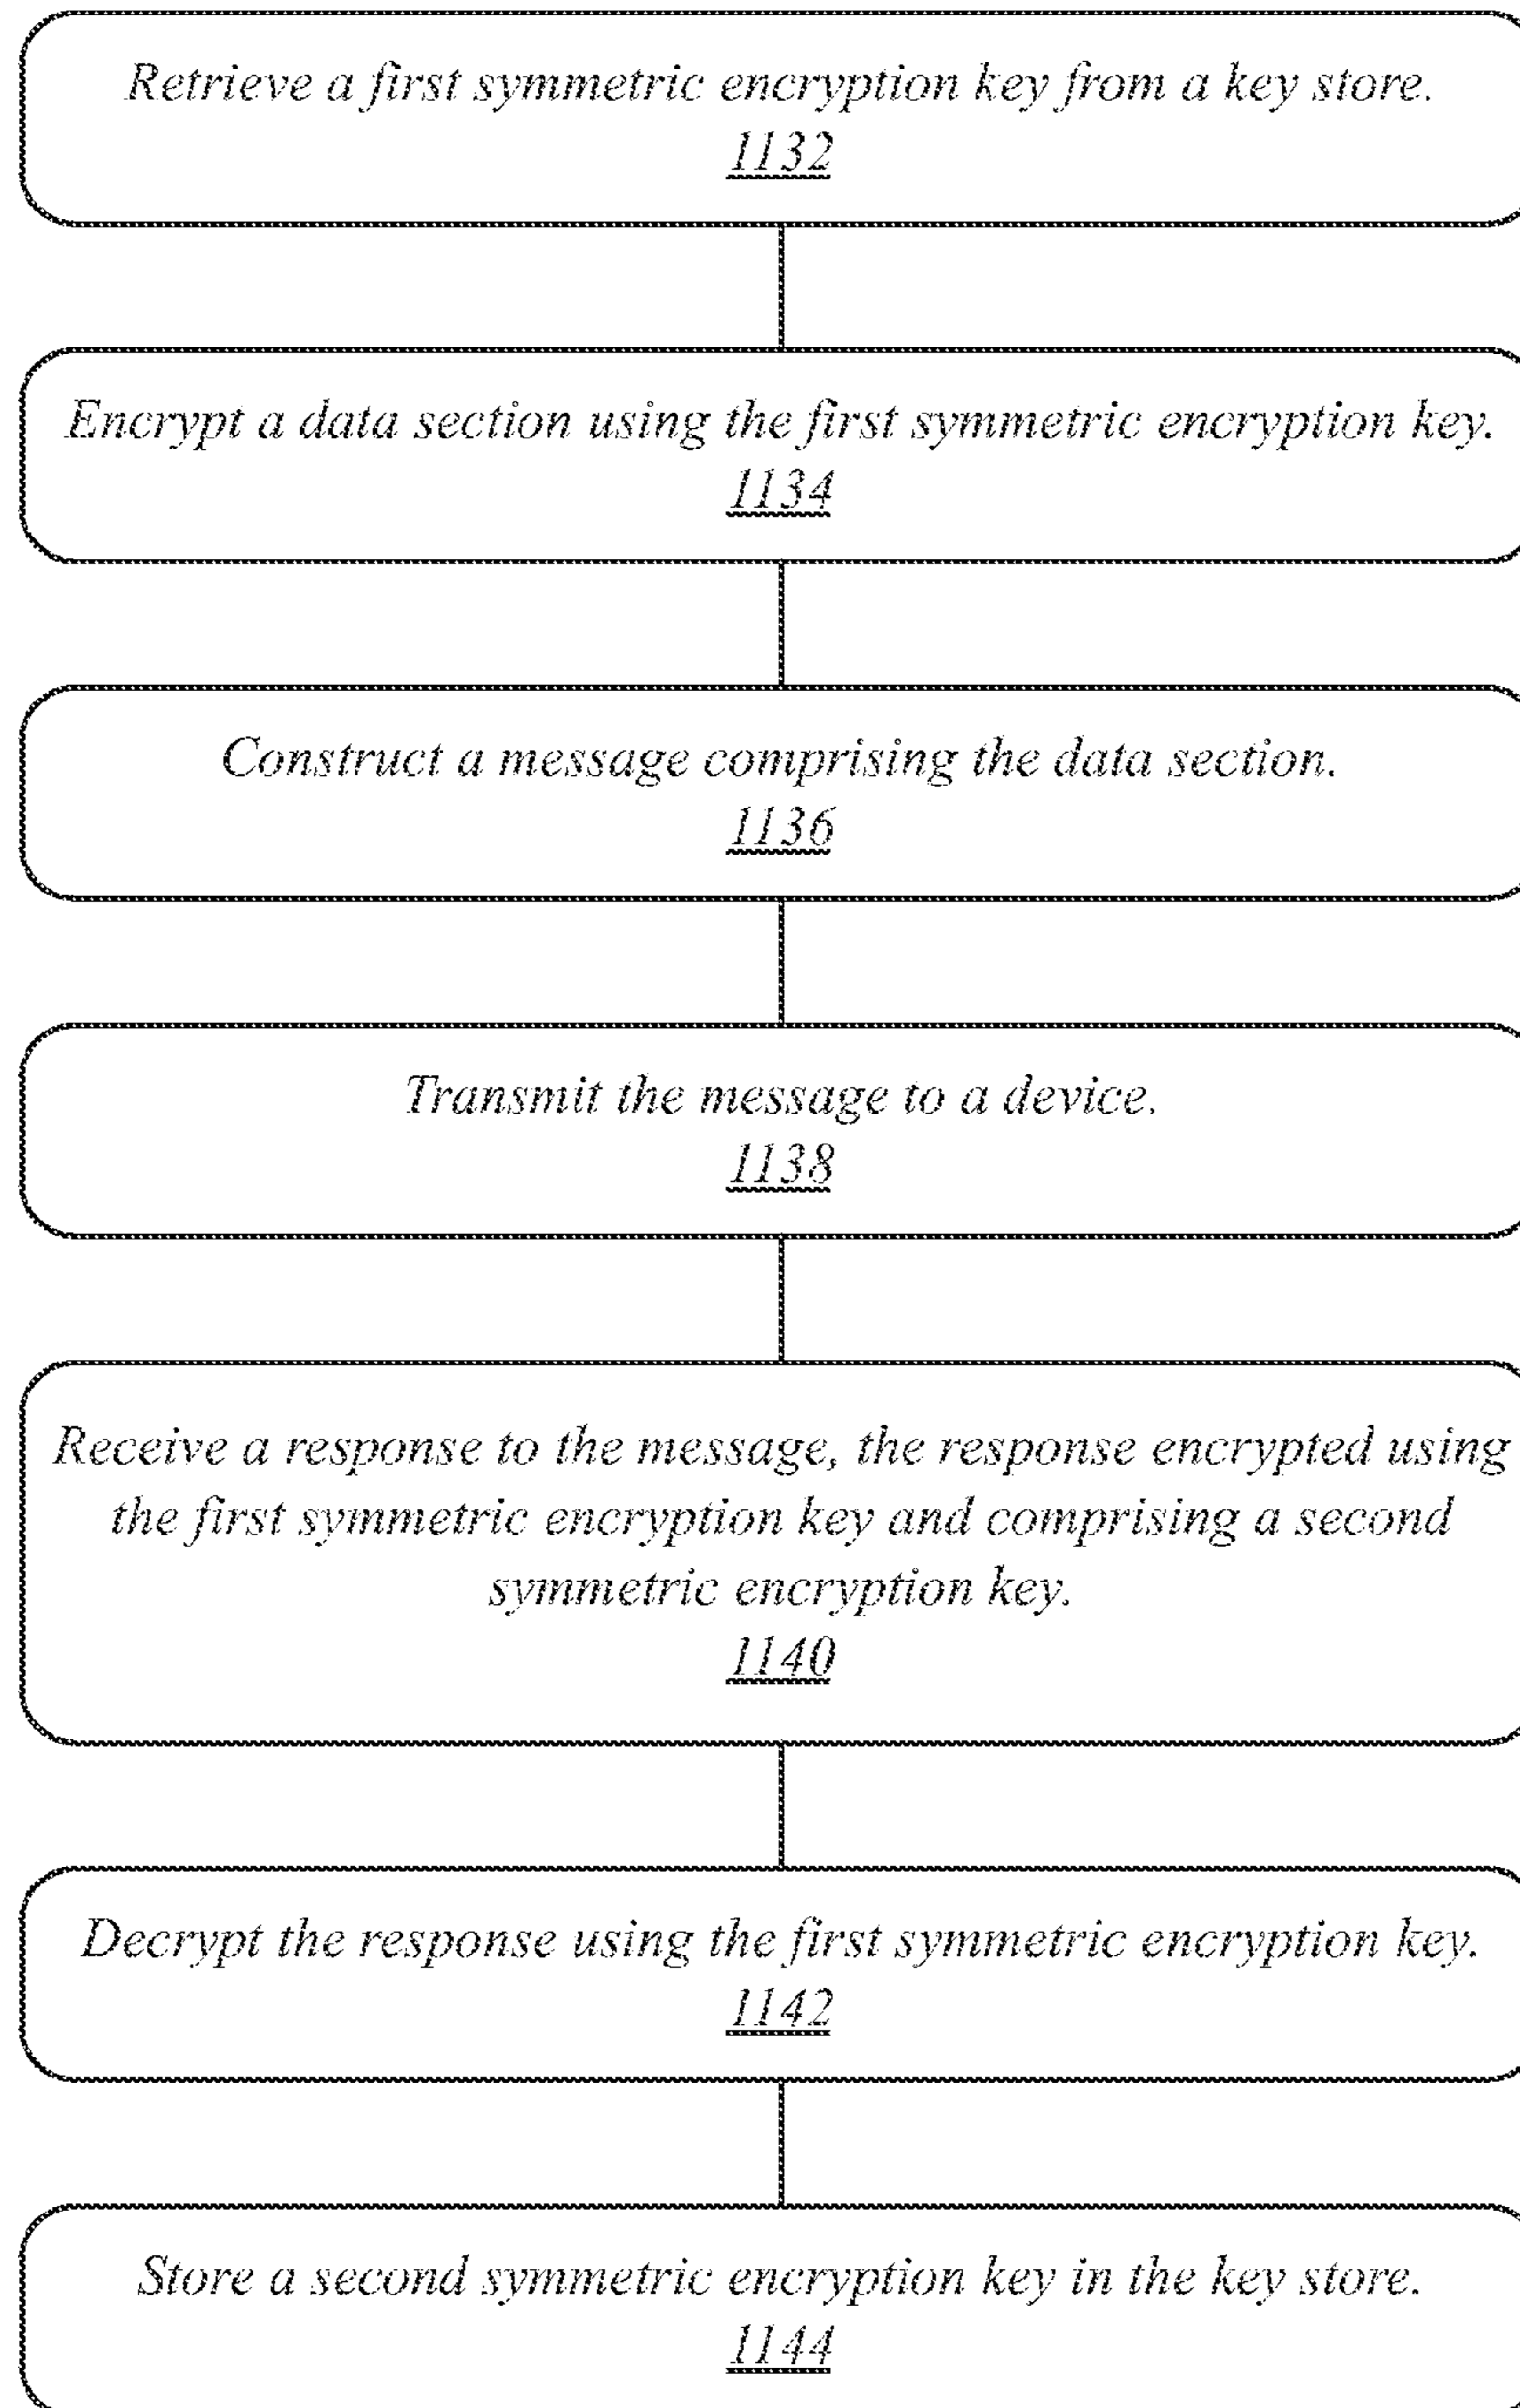 Retrieve a first symmetric encryption key from a key store.
1132
Encrypt a data section using the first symmetric encryption key.
1134
Construct a message comprising the data section.
1136
Transmit the message to a device.
1138
Receive a response to the message, the response encrypted using
the first symmetric encryption key and comprising a second
symmetric encryption key.
1140
Decrypt the response using the first symmetric encryption key.
1142
Store a second symmetric encryption key in the key store.
1144